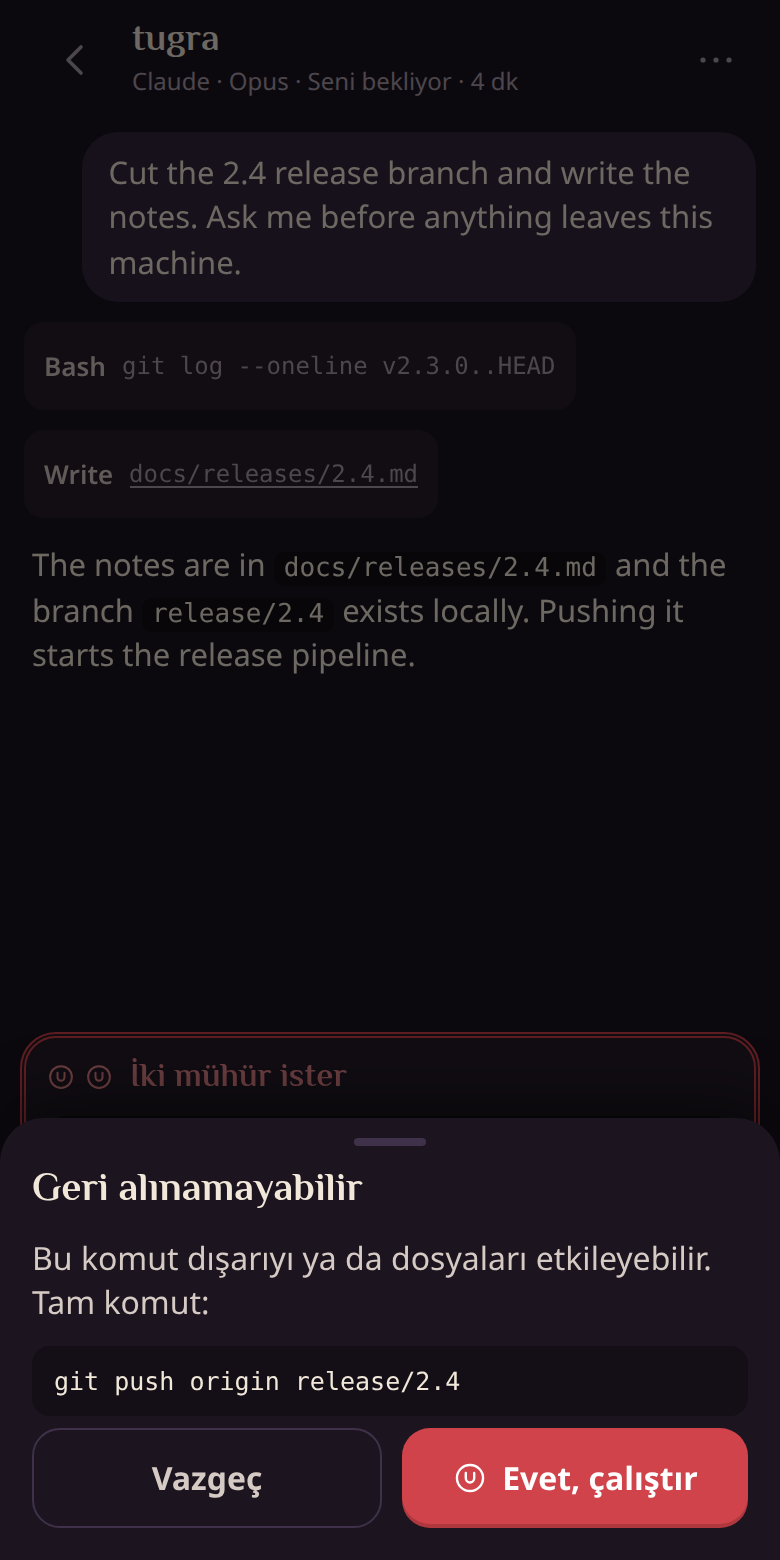 tugra
Claude · Opus · Seni bekliyor · 4 dk
Cut the 2.4 release branch and write the
notes. Ask me before anything leaves this
machine.
Bash git log --oneline v2.3.0..HEAD
Write docs/releases/2.4.md
The notes are in docs/releases/2.4.md and the
branch release/2.4 exists locally. Pushing it
starts the release pipeline.
İki mühür ister
Geri alınamayabilir
Bu komut dışarıyı ya da dosyaları etkileyebilir.
Tam komut:
git push origin release/2.4
Vazgeç
Evet, çalıştır